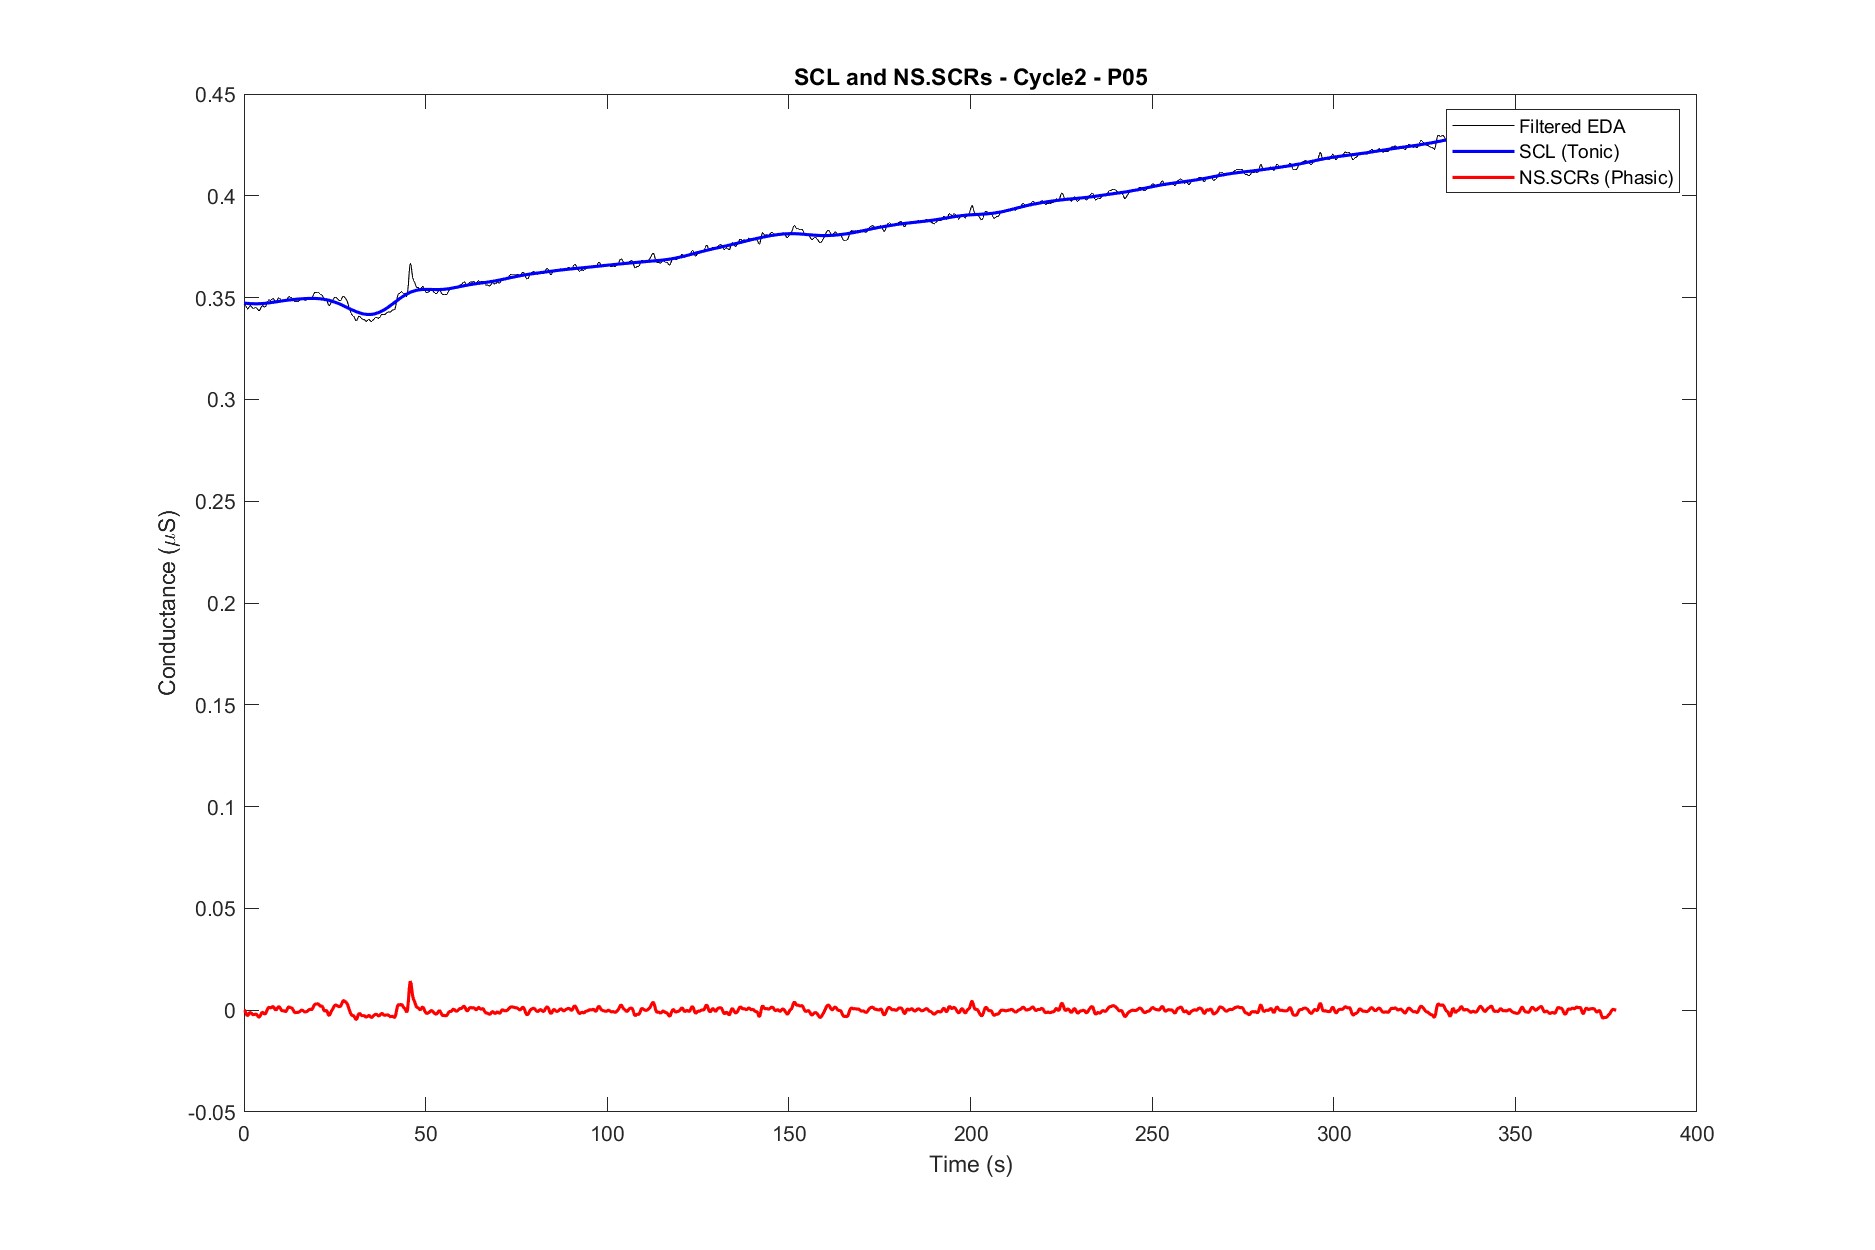 SCL and NS.SCRs - Cycle2 - P05
0.45
0.4
0.35
0.3
0.25
0.2
0.15
0.1
0.05
0
-0.05
Conductance (μS)
Filtered EDA
SCL (Tonic)
NS.SCRs (Phasic)
0 50 100 150 200 250 300 350 400
Time (s)